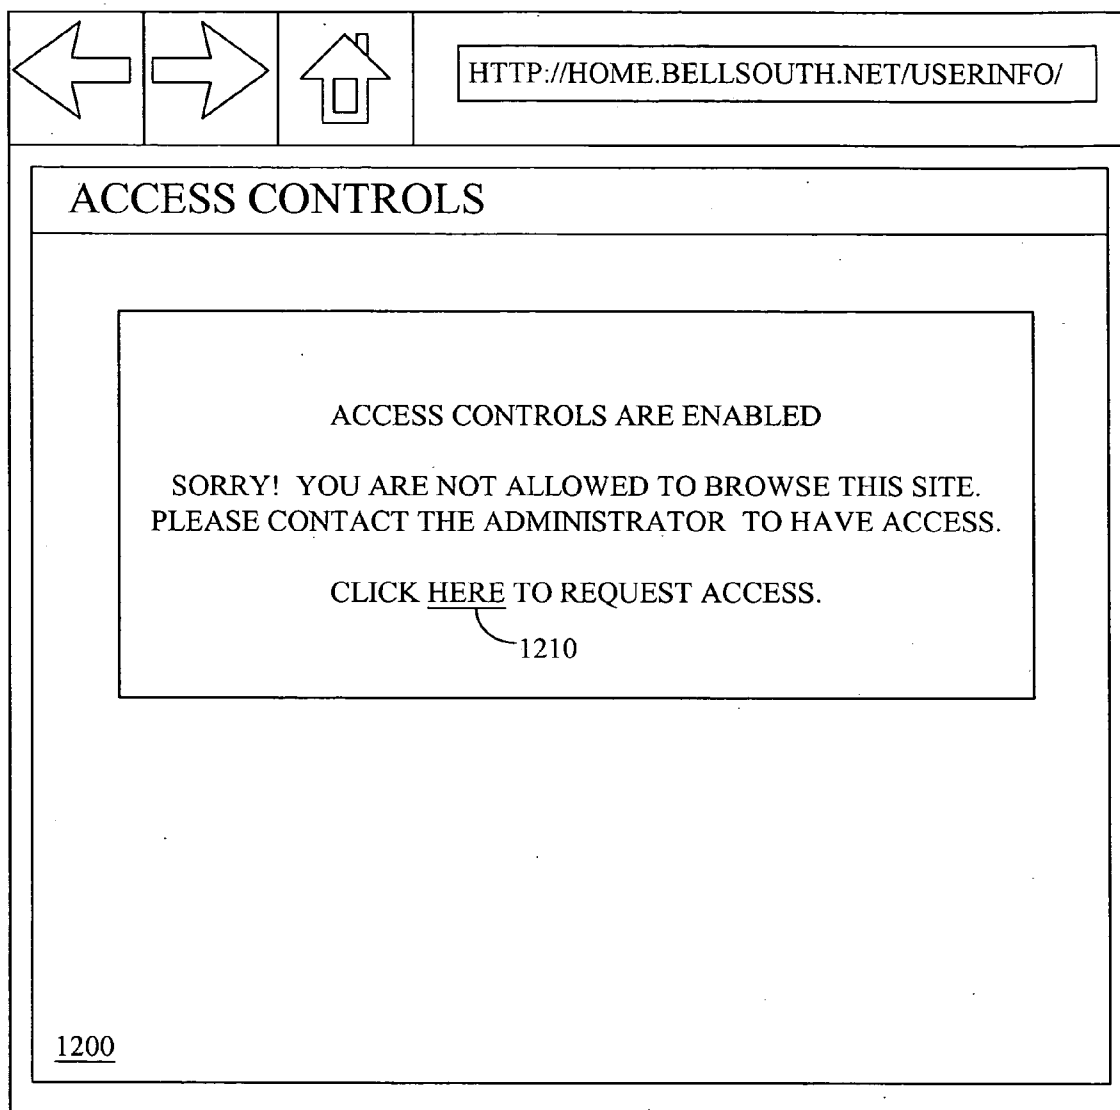 HTTP://HOME.BELLSOUTH.NET/USERINFO/
ACCESS CONTROLS
ACCESS CONTROLS ARE ENABLED
SORRY! YOU ARE NOT ALLOWED TO BROWSE THIS SITE.
PLEASE CONTACT THE ADMINISTRATOR TO HAVE ACCESS.
CLICK HERE TO REQUEST ACCESS.
1210
1200